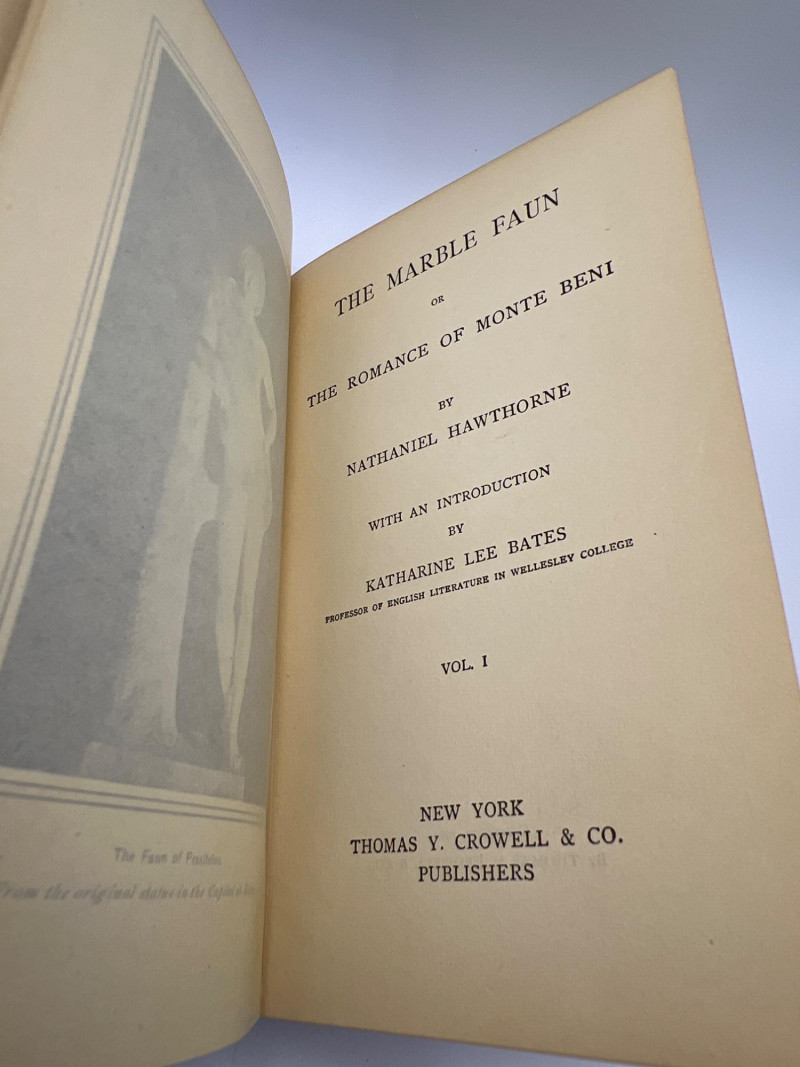 The Faun of Praxiteles.
From the original statue in the Capitol at
THE MARBLE FAUN
OR
THE ROMANCE OF MONTE BENI
BY
NATHANIEL HAWTHORNE
WITH AN INTRODUCTION
BY
KATHARINE LEE BATES
PROFESSOR OF ENGLISH LITERATURE IN WELLESLEY COLLEGE
VOL. I
NEW YORK
THOMAS Y. CROWELL & CO.
PUBLISHERS